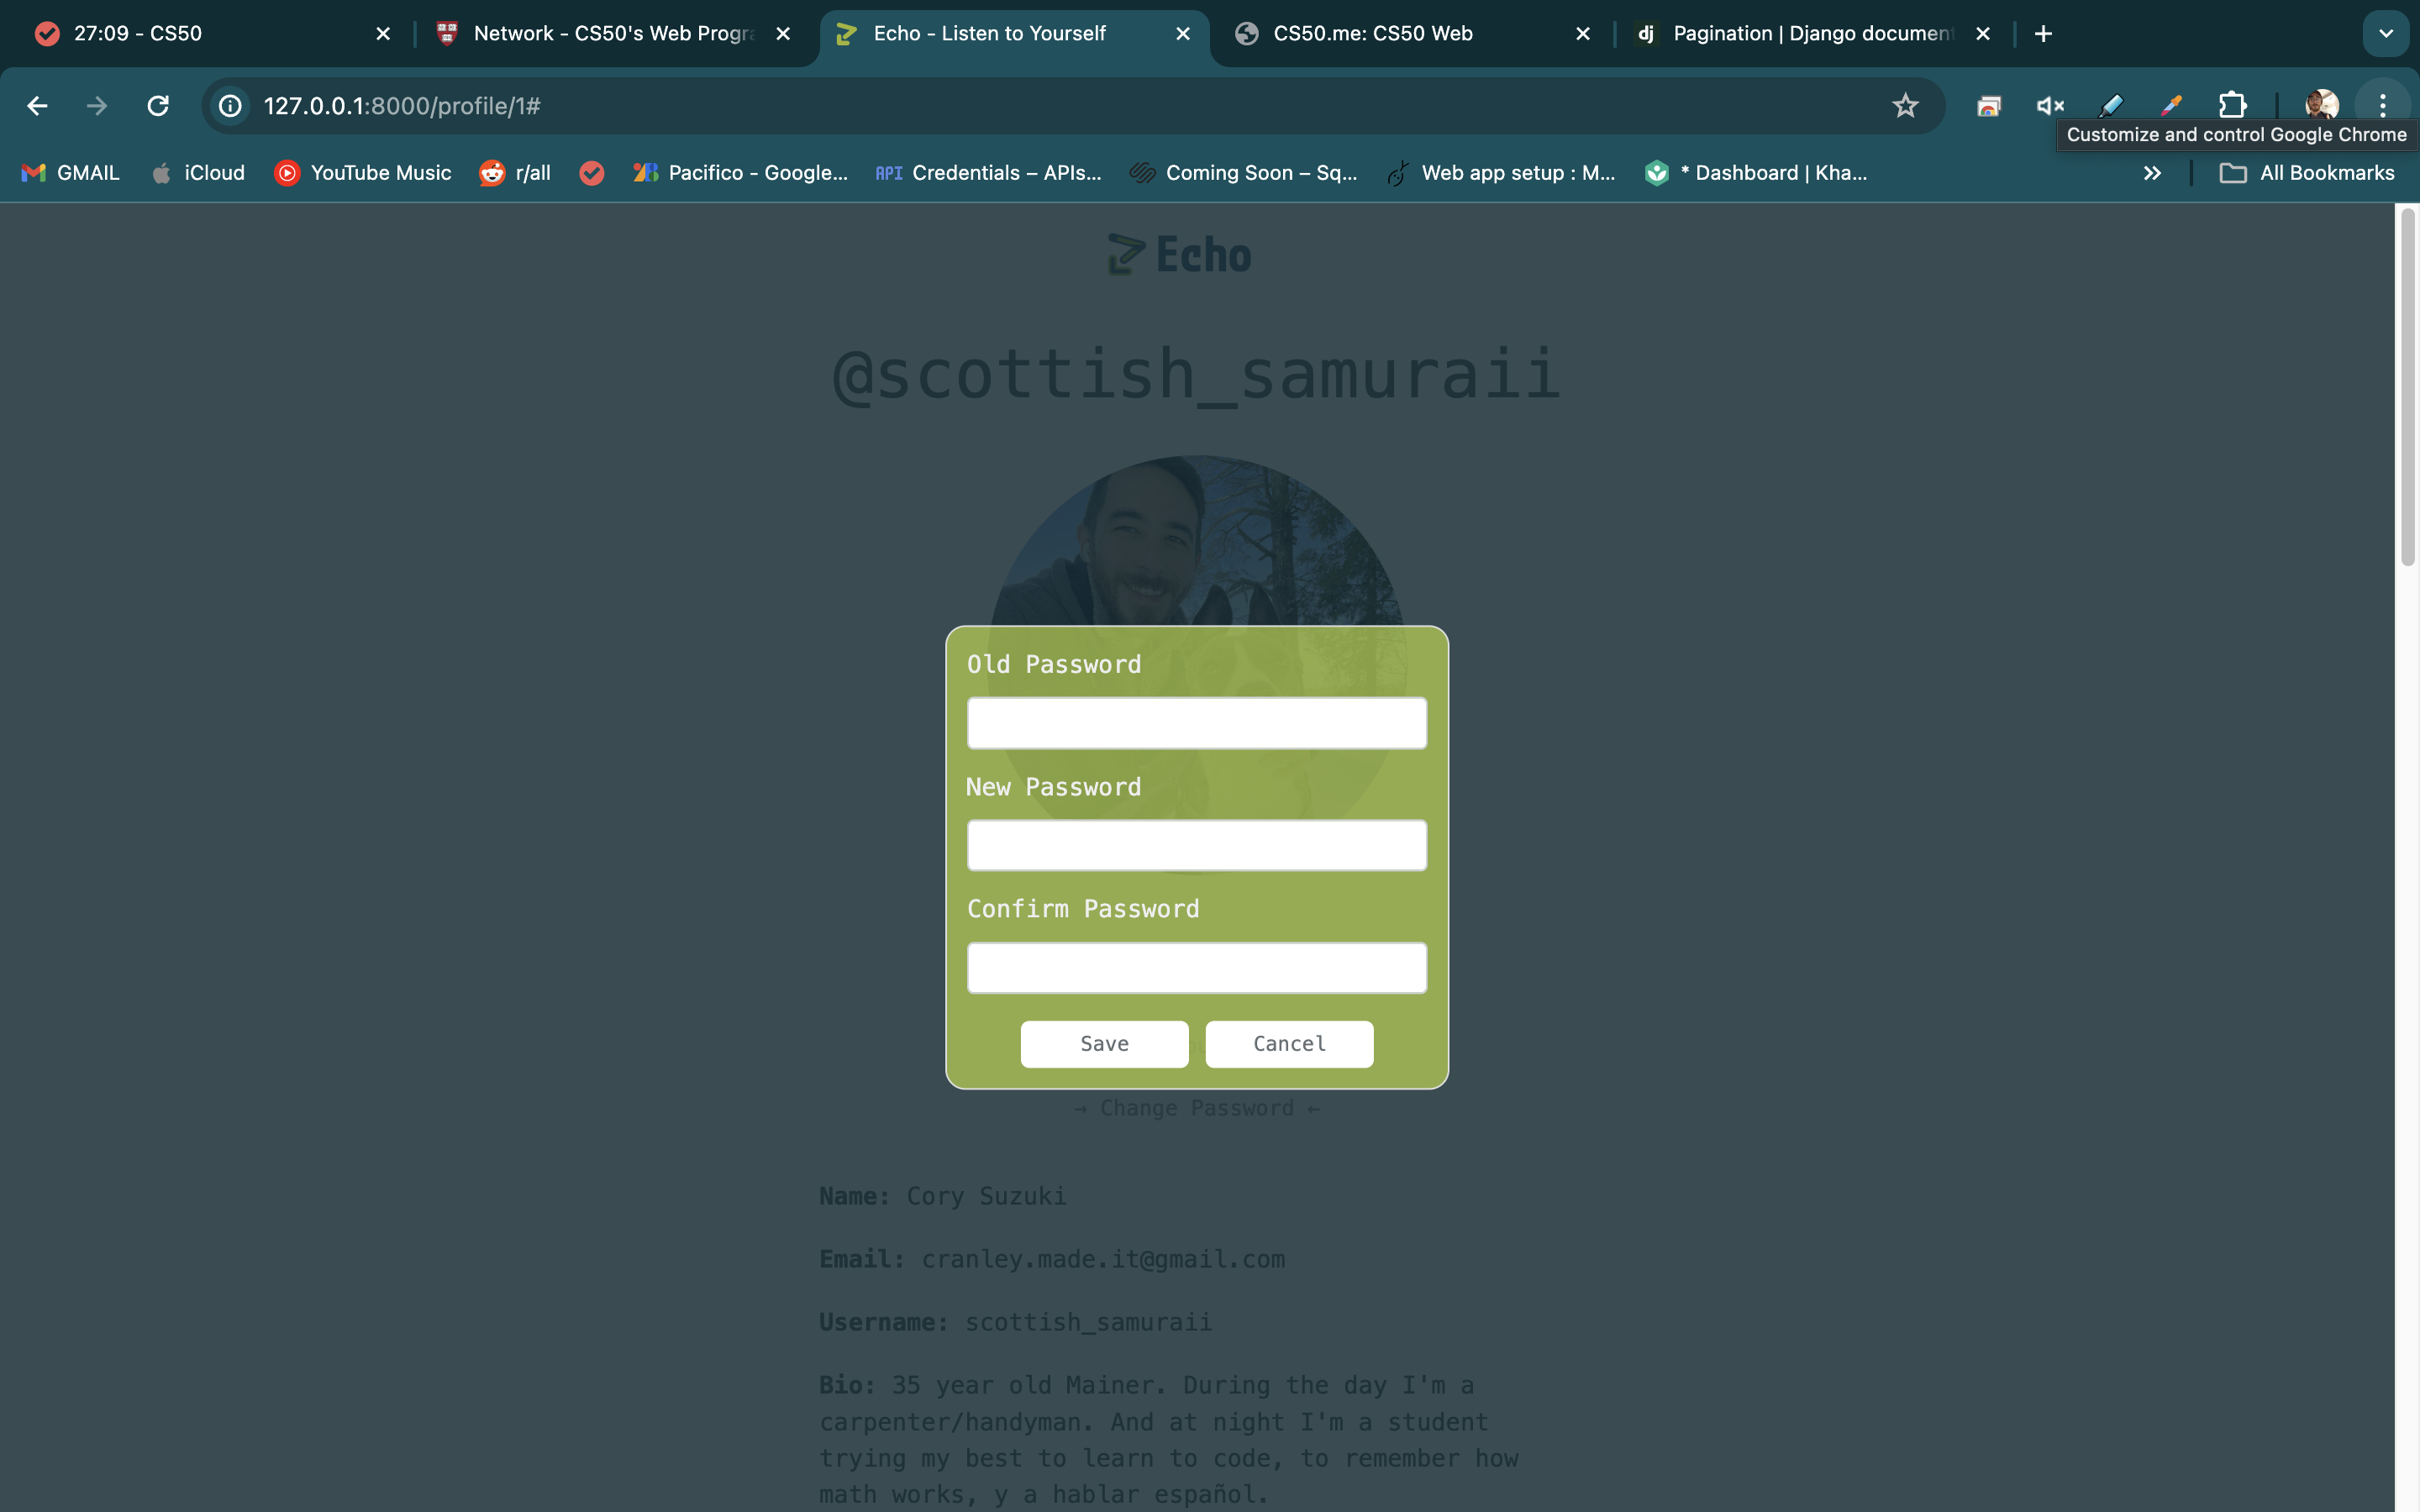 27:09 - CS50
Network - CS50's Web Progra
Echo - Listen to Yourself
CS50.me: CS50 Web
dj Pagination | Django document
127.0.0.1:8000/profile/1#
Customize and control Google Chrome
GMAIL
iCloud
YouTube Music
r/all
Pacifico - Google...
API Credentials – APIs...
Coming Soon – Sq...
Web app setup : M...
* Dashboard | Kha...
All Bookmarks
Echo
@scottish_samuraii
Old Password
New Password
Confirm Password
Save
Cancel
→ Change Password ←
Name: Cory Suzuki
Email: cranley.made.it@gmail.com
Username: scottish_samuraii
Bio: 35 year old Mainer. During the day I'm a
carpenter/handyman. And at night I'm a student
trying my best to learn to code, to remember how
math works, y a hablar español.